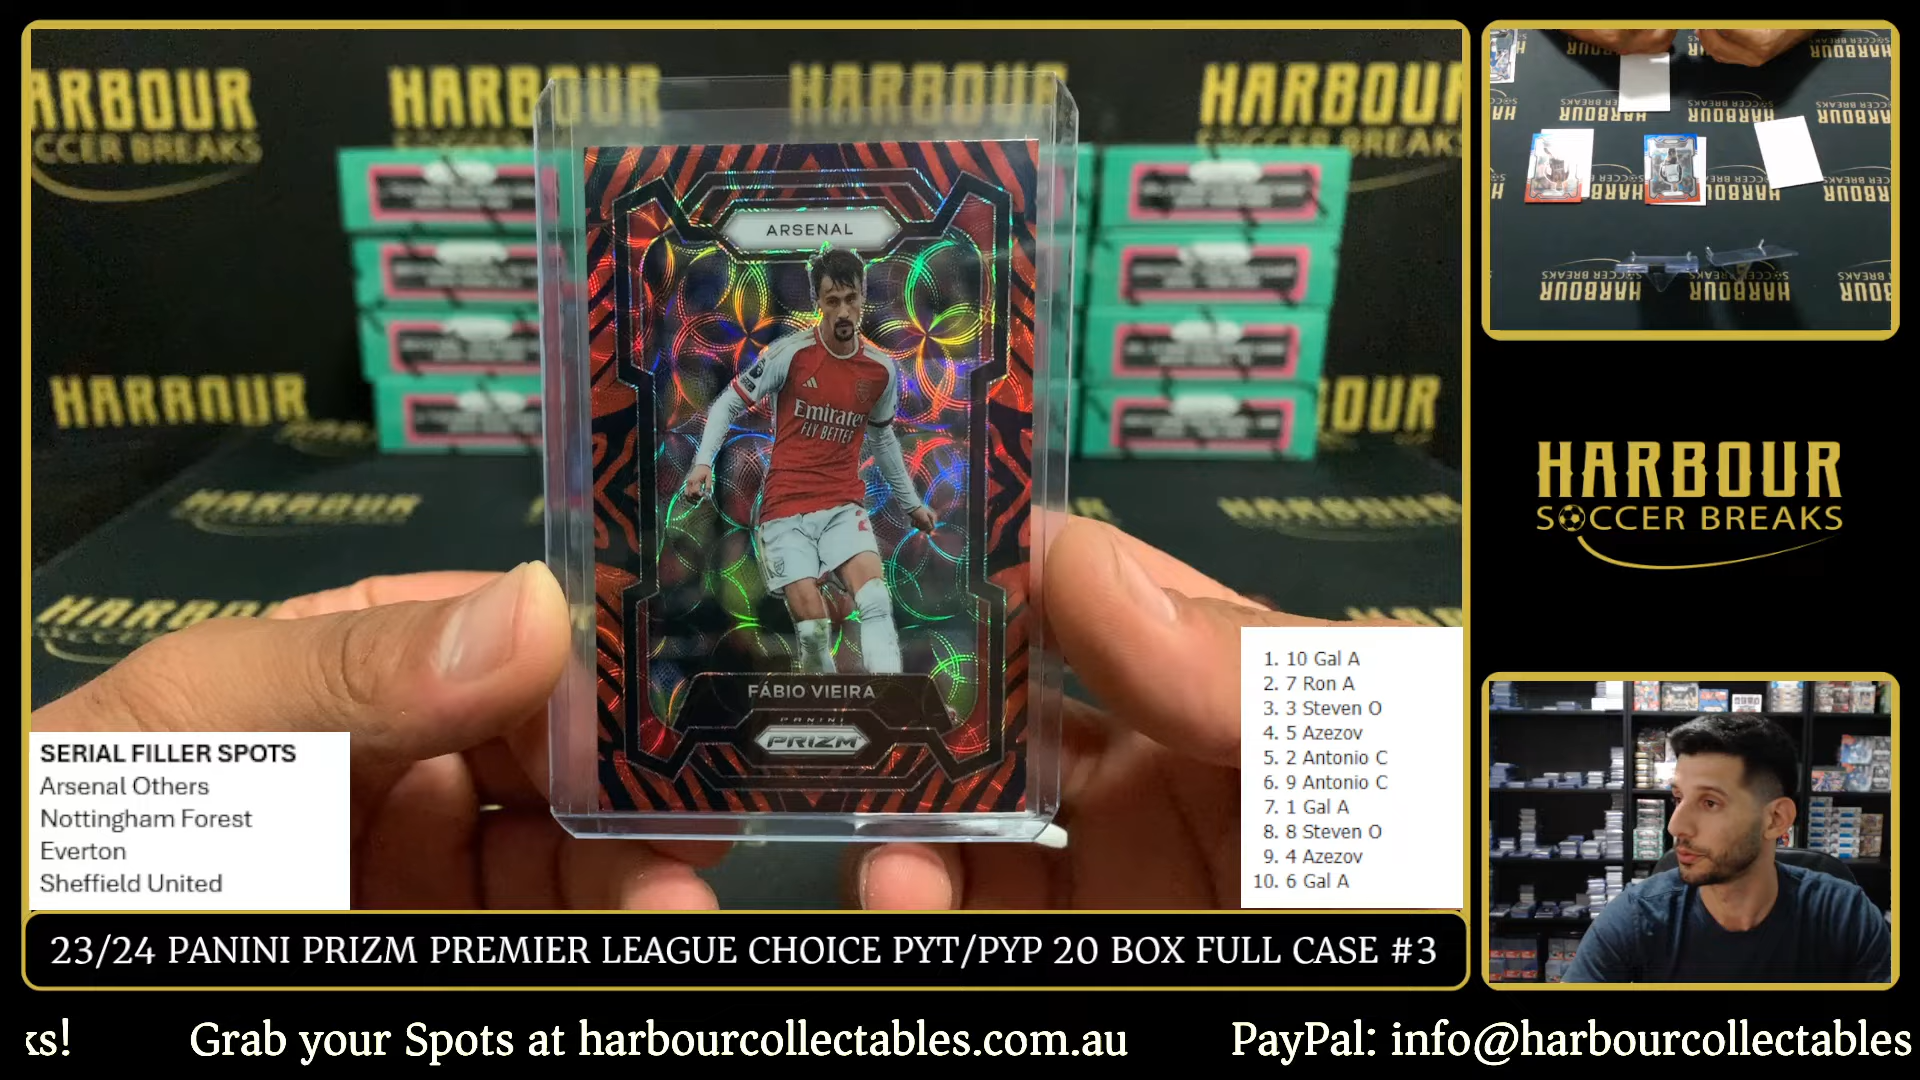 HARBOUR
SOCCER BREAKS
ARSENAL
Emirates
FLY BETTER
FÁBIO VIEIRA
PANINI
PRIZM
SERIAL FILLER SPOTS
Arsenal Others
Nottingham Forest
Everton
Sheffield United
1. 10 Gal A
2. 7 Ron A
3. 3 Steven O
4. 5 Azezov
5. 2 Antonio C
6. 9 Antonio C
7. 1 Gal A
8. 8 Steven O
9. 4 Azezov
10. 6 Gal A
HARBOUR
SOCCER BREAKS
23/24 PANINI PRIZM PREMIER LEAGUE CHOICE PYT/PYP 20 BOX FULL CASE #3
ks! Grab your Spots at harbourcollectables.com.au PayPal: info@harbourcollectables